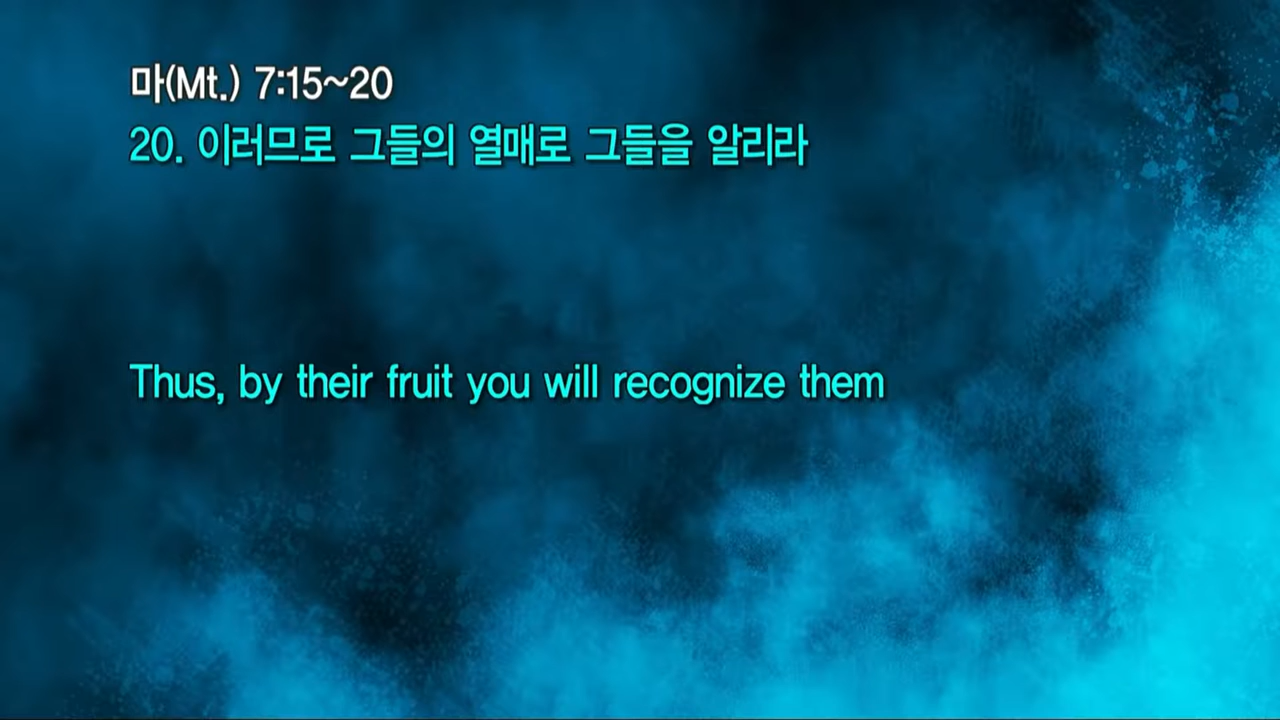 마(Mt.) 7:15~20
20. 이러므로 그들의 열매로 그들을 알리라
Thus, by their fruit you will recognize them